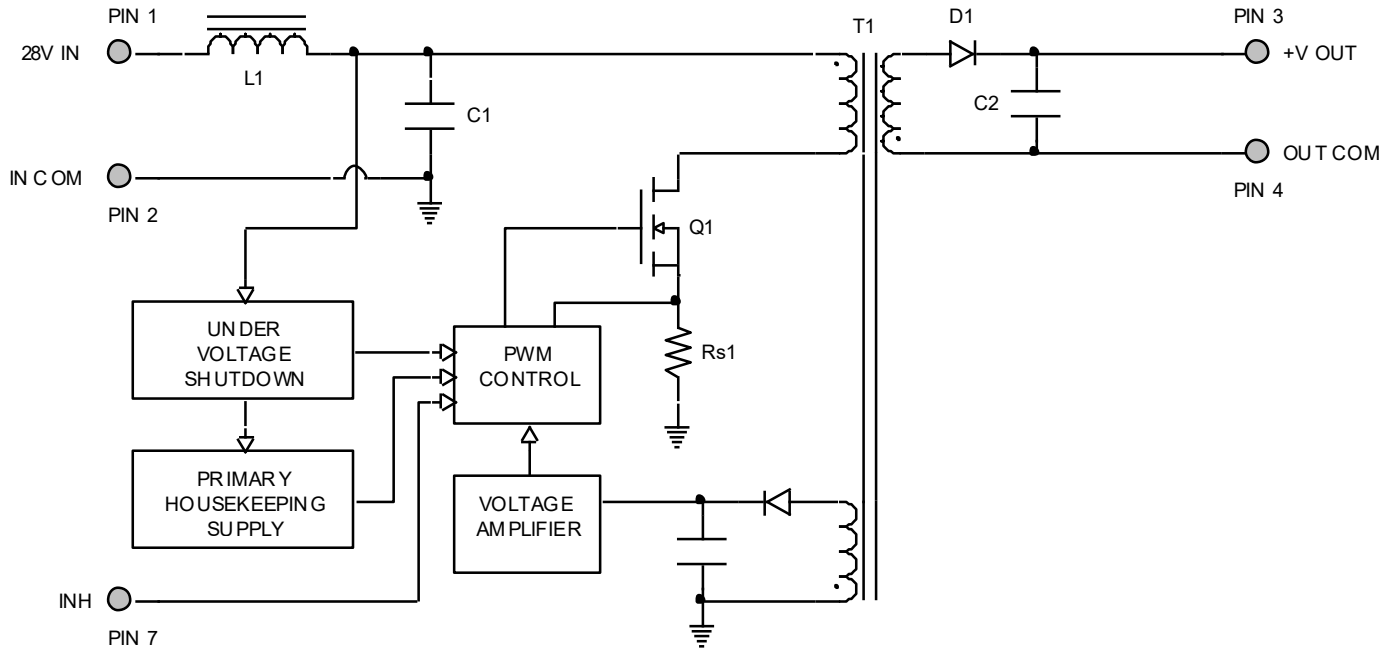 PIN 1
28V IN
L1
C1
IN COM
PIN 2
T1
D1
C2
PIN 3
+V OUT
OUT COM
PIN 4
Q1
Rs1
UNDER
VOLTAGE
SHUTDOWN
PWM
CONTROL
PRIMARY
HOUSEKEEPING
SUPPLY
VOLTAGE
AMPLIFIER
INH
PIN 7